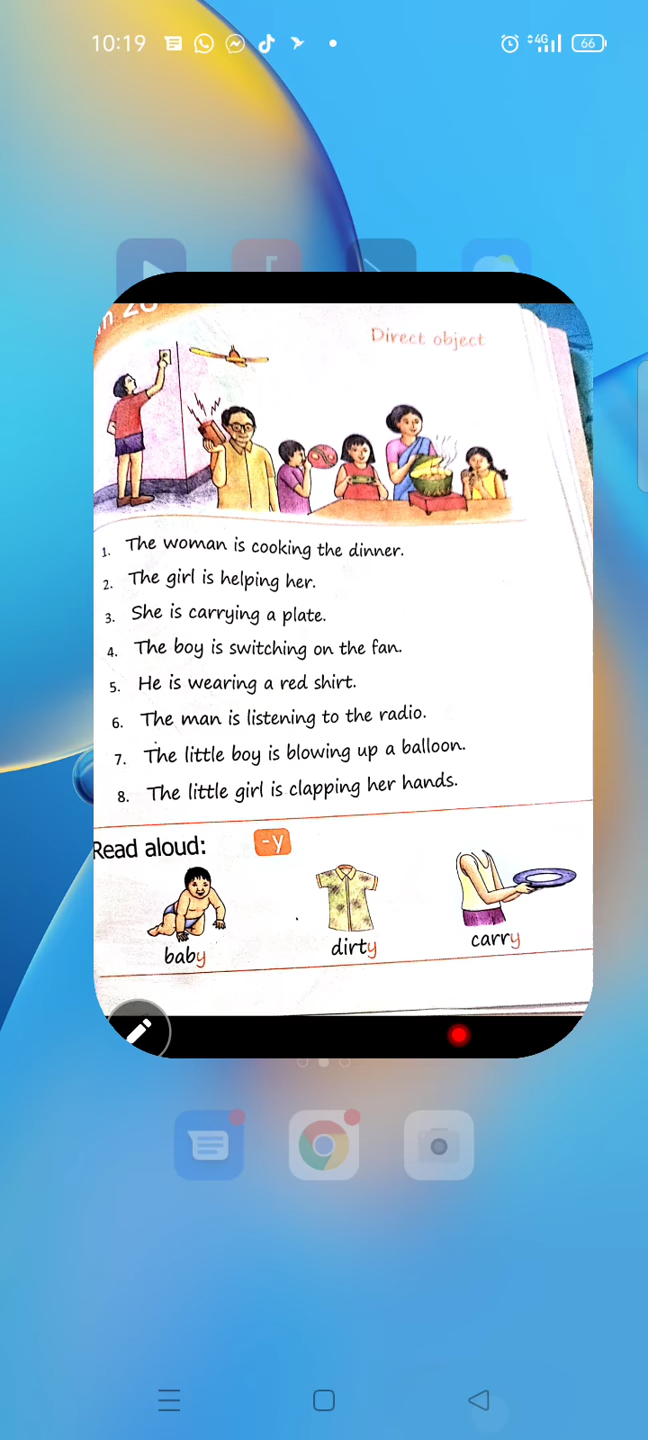 10:19
4G
66
Direct object
1. The woman is cooking the dinner.
2. The girl is helping her.
3. She is carrying a plate.
4. The boy is switching on the fan.
5. He is wearing a red shirt.
6. The man is listening to the radio.
7. The little boy is blowing up a balloon.
8. The little girl is clapping her hands.
Read aloud:
-y
baby
dirty
carry